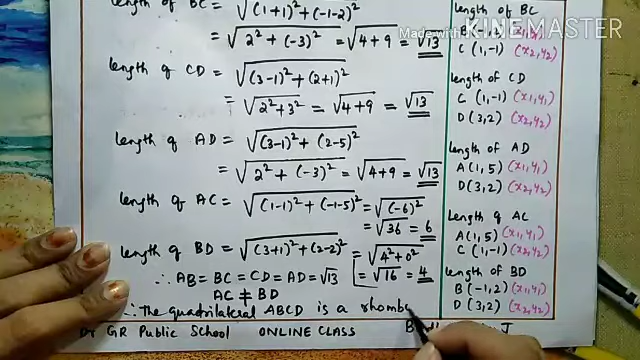 length of BC = √(1+1)² + (-1-2)²
= √2² + (-3)² = √4+9 = √13
length of CD = √(3-1)² + (2+1)²
= √2² + 3² = √4+9 = √13
length of AD = √(3-1)² + (2-5)²
= √2² + (-3)² = √4+9 = √13
length of AC = √(1-1)² + (-1-5)² = √(-6)²
= √36 = 6
length of BD = √(3+1)² + (2-2)² = √4² + 0²
= √16 = 4
∴ AB = BC = CD = AD = √13
AC ≠ BD
∴ The quadrilateral ABCD is a rhombu
GR Public School ONLINE CLASS J
length of BC
B (-1,2) (x₁,y₁)
C (1,-1) (x₂,y₂)
length of CD
C (1,-1) (x₁,y₁)
D (3,2) (x₂,y₂)
length of AD
A (1,5) (x₁,y₁)
D (3,2) (x₂,y₂)
length of AC
A (1,5) (x₁,y₁)
C (1,-1) (x₂,y₂)
length of BD
B (-1,2) (x₁,y₁)
D (3,2) (x₂,y₂)
Made with KINEMASTER